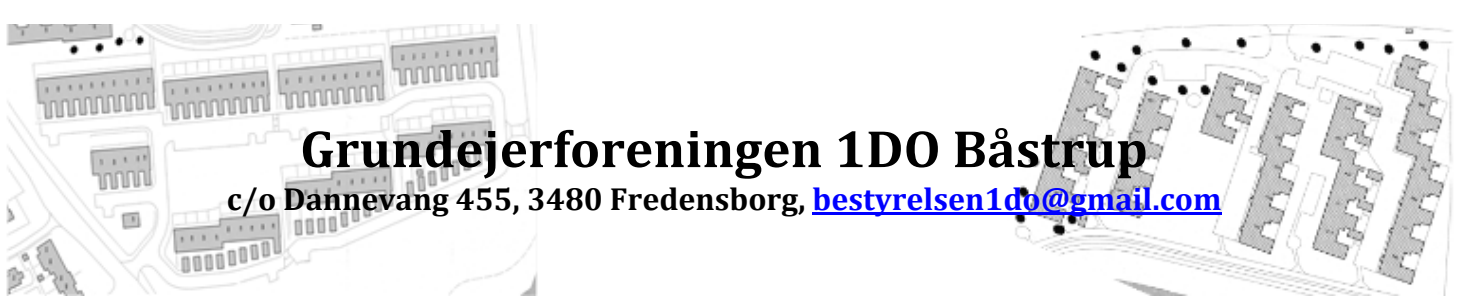 Grundejerforeningen 1DO Båstrup
c/o Dannevang 455, 3480 Fredensborg, bestyrelsen1do@gmail.com